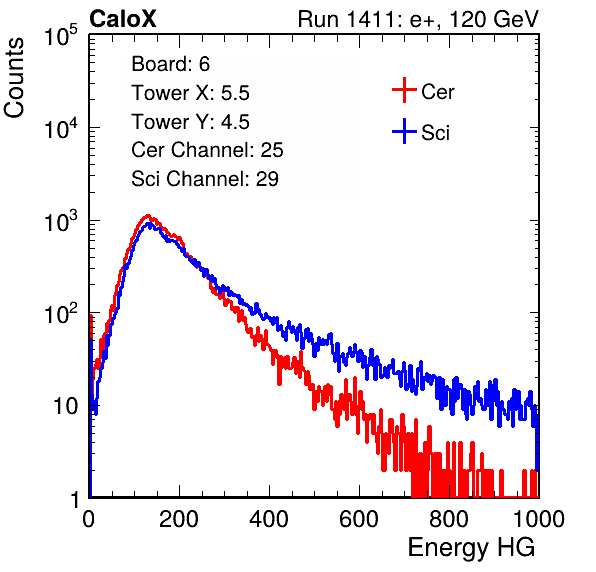 CaloX Run 1411: e+, 120 GeV
Counts
10^5
10^4
10^3
10^2
10
1
Board: 6
Tower X: 5.5
Tower Y: 4.5
Cer Channel: 25
Sci Channel: 29
Cer
Sci
0 200 400 600 800 1000
Energy HG